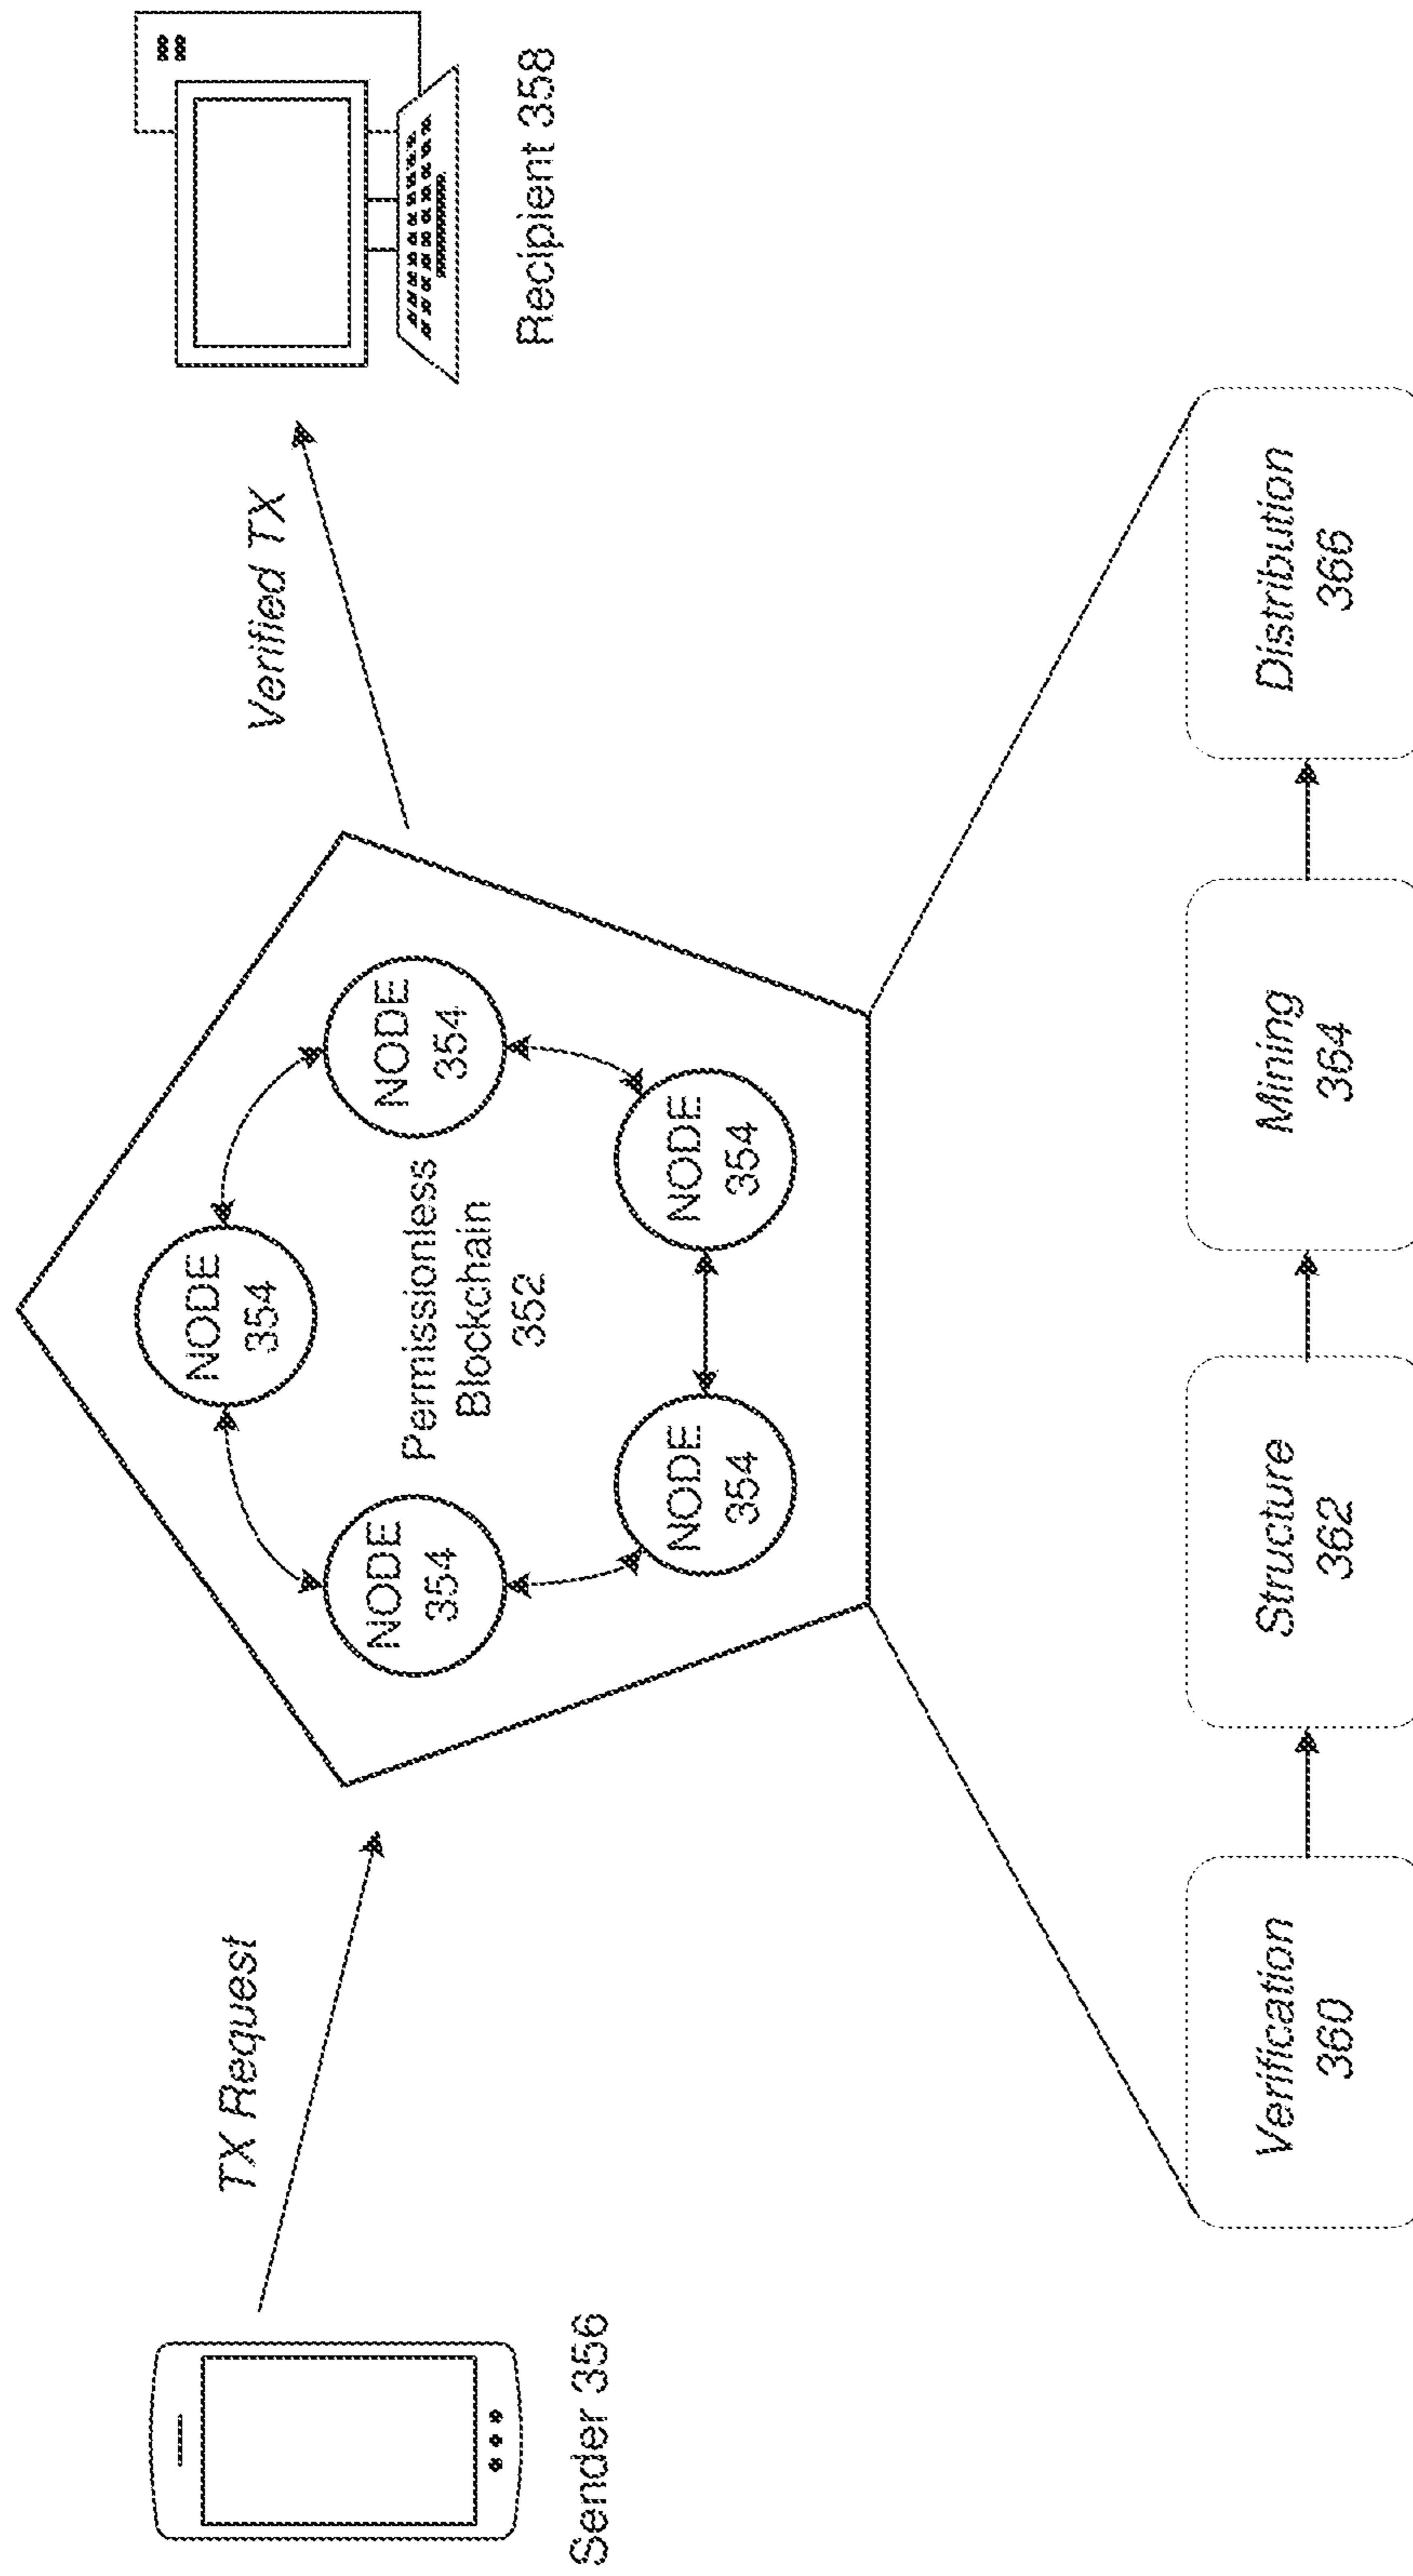 TX Request
Verified TX
Sender 356
Recipient 358
NODE
354
NODE
354
NODE
354
Permissionless
Blockchain
352
NODE
354
NODE
354
Verification
360
Structure
362
Mining
364
Distribution
366